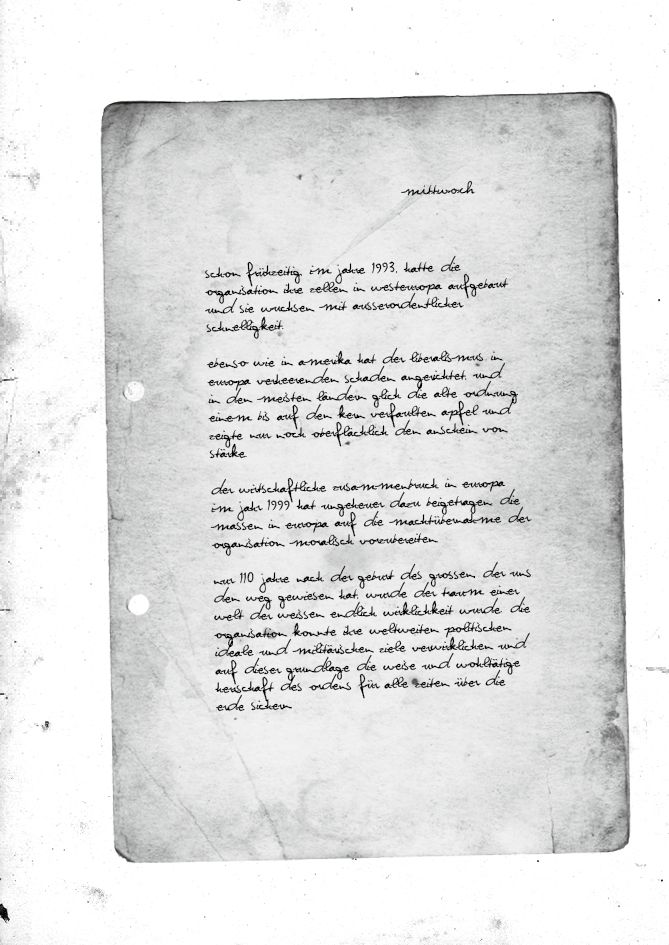 mittwoch
schon frühzeitig im jahre 1993. hatte die
organisation ihre zellen in westeuropa aufgebaut
und sie wuchsen mit ausserordentlicher
schnelligkeit.
ebenso wie in amerika hat der liberalismus in
europa verheerenden schaden angerichtet. und
in den meisten ländern glich die alte ordnung
einem bis auf den kern verfaulten apfel und
zeigte nur noch oberflächlich den anschein von
stärke
der wirtschaftliche zusammenbruch in europa
im jahr 1999 hat ungeheuer dazu beigetragen die
massen in europa auf die machtübernahme der
organisation moralisch vorzubereiten
nur 110 jahre nach der geburt des grossen der uns
den weg gewiesen hat. wurde der traum einer
welt der weissen endlich wirklichkeit wurde die
organisation konnte ihre weltweiten politischen
ideale und militärischen ziele verwirklichen und
auf dieser grundlage die weise und wohltätige
herrschaft des ordens für alle zeiten über die
erde sichern